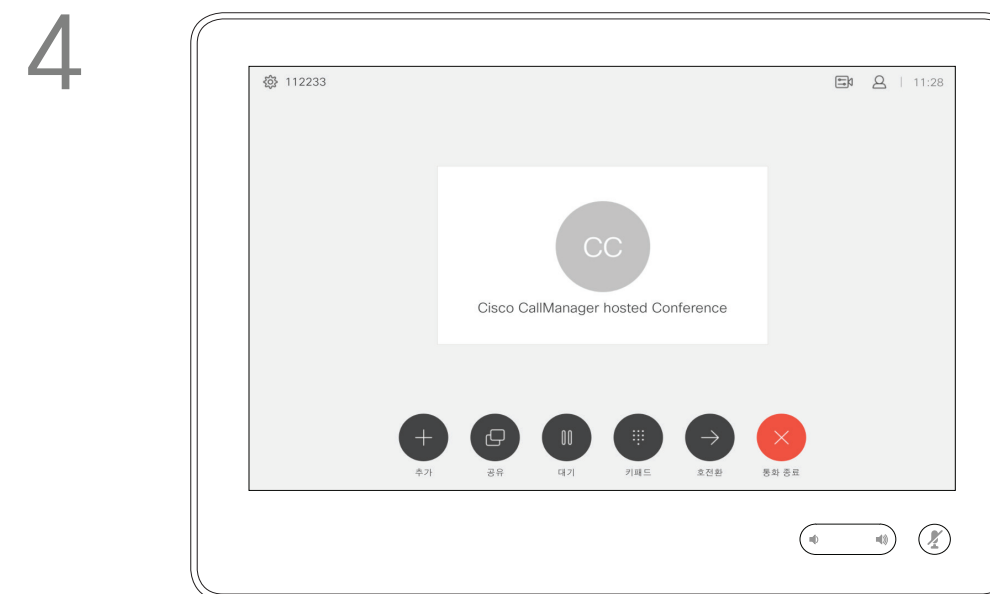 4
112233
11:28
CC
Cisco CallManager hosted Conference
추가 공유 대기 키패드 호전환 통화 종료